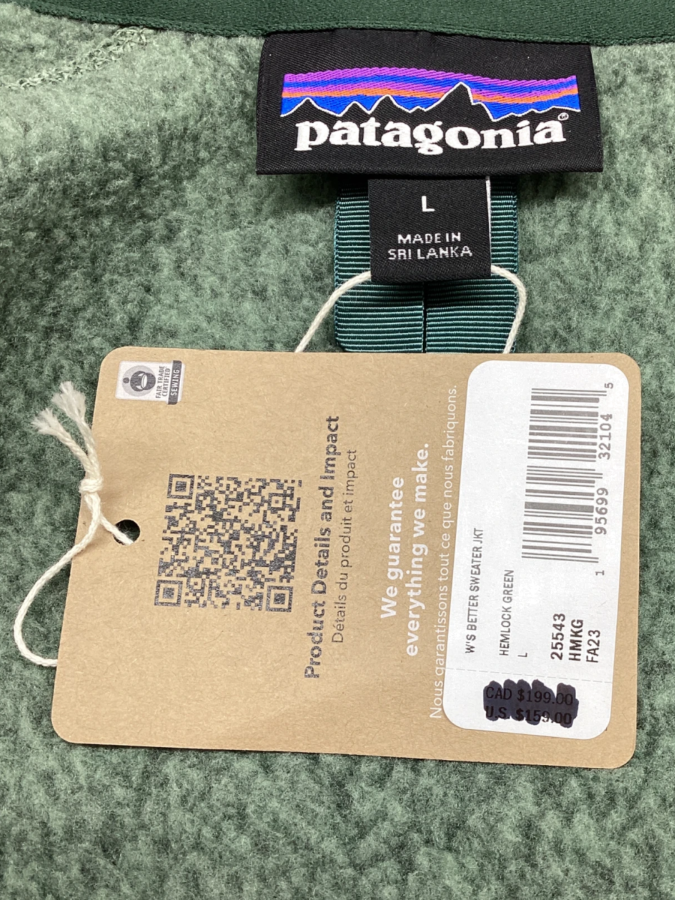 patagonia®
L
MADE IN
SRI LANKA
FAIR TRADE
CERTIFIED
SEWING
Product Details and Impact
Détails du produit et impact
We guarantee
everything we make.
Nous garantissons tout ce que nous fabriquons.
W'S BETTER SWEATER JKT
HEMLOCK GREEN
L
25543
HMKG
FA23
CAD $199.00
U.S. $159.00
1 95699 32104 5